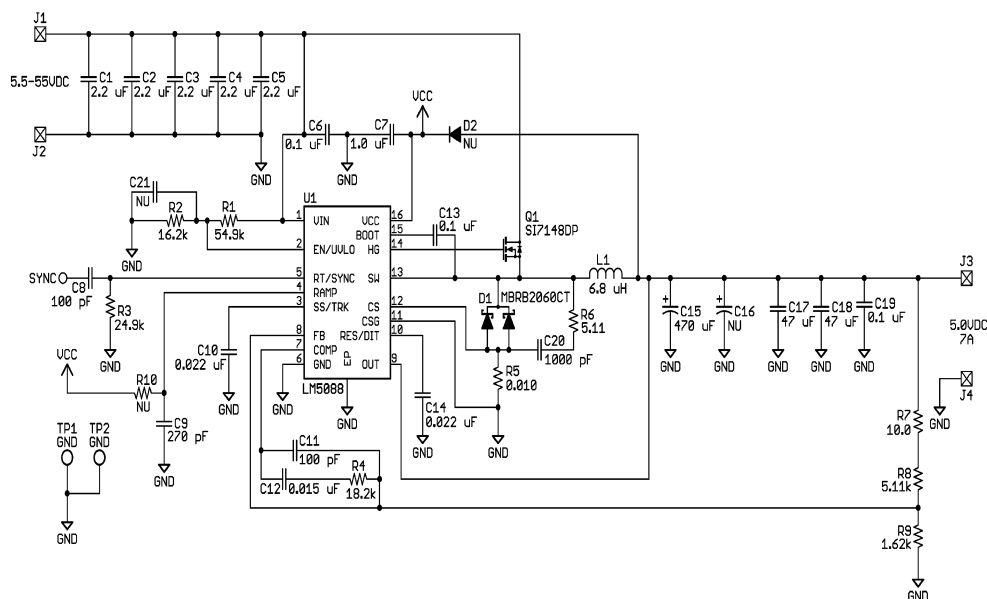 J1
5.5-55VDC
C1
2.2 uF
C2
2.2 uF
C3
2.2 uF
C4
2.2 uF
C5
2.2 uF
J2
GND
C6
0.1 uF
GND
C7
1.0 uF
VCC
D2
NU
C21
NU
R2
16.2k
R1
54.9k
GND
U1
1 VIN
2 EN/UVLO
5 RT/SYNC
4 RAMP
3 SS/TRK
8 FB
7 COMP
6 GND
EP
VCC 16
BOOT 15
HG 14
SW 13
CS 12
CSG 11
RES/DIT 10
OUT 9
LM5088
GND
GND
C13
0.1 uF
Q1
SI7148DP
SYNC
C8
100 pF
R3
24.9k
GND
C10
0.022 uF
GND
VCC
R10
NU
C9
270 pF
GND
TP1
GND
TP2
GND
GND
C11
100 pF
C12
0.015 uF
R4
18.2k
C14
0.022 uF
GND
D1
MBRB2060CT
C20
1000 pF
R6
5.11
R5
0.010
GND
L1
6.8 uH
+
C15
470 uF
GND
+
C16
NU
GND
C17
47 uF
GND
C18
47 uF
GND
C19
0.1 uF
GND
J3
5.0VDC
7A
J4
GND
R7
10.0
R8
5.11k
R9
1.62k
GND